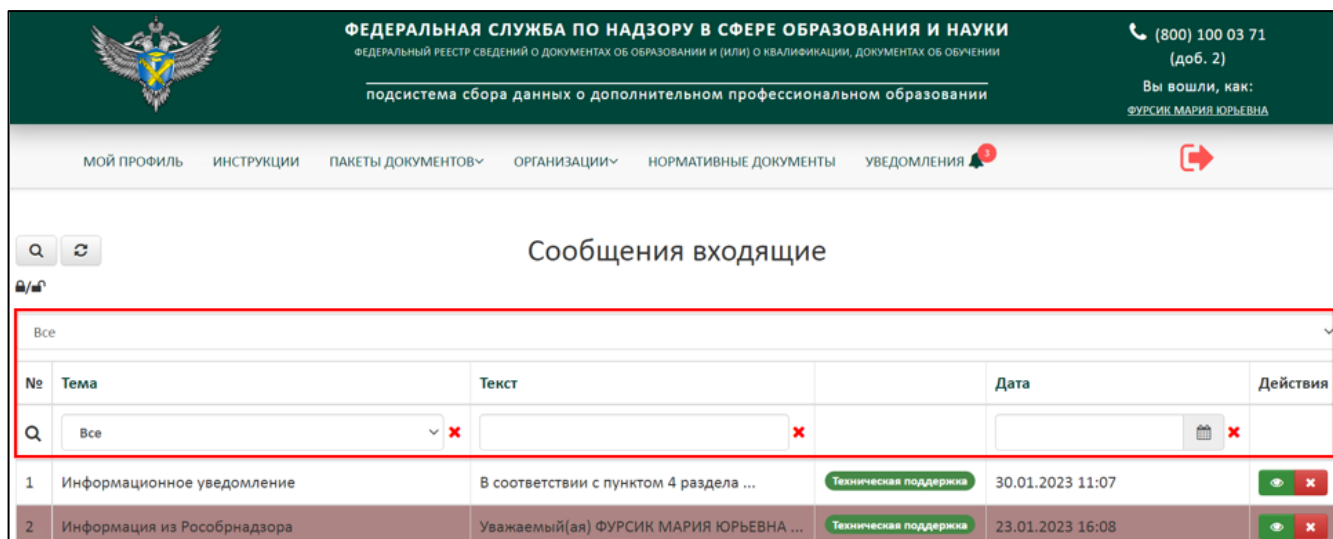 ФЕДЕРАЛЬНАЯ СЛУЖБА ПО НАДЗОРУ В СФЕРЕ ОБРАЗОВАНИЯ И НАУКИ
ФЕДЕРАЛЬНЫЙ РЕЕСТР СВЕДЕНИЙ О ДОКУМЕНТАХ ОБ ОБРАЗОВАНИИ И (ИЛИ) О КВАЛИФИКАЦИИ, ДОКУМЕНТАХ ОБ ОБУЧЕНИИ
подсистема сбора данных о дополнительном профессиональном образовании
(800) 100 03 71
(доб. 2)
Вы вошли, как:
ФУРСИК МАРИЯ ЮРЬЕВНА
МОЙ ПРОФИЛЬ ИНСТРУКЦИИ ПАКЕТЫ ДОКУМЕНТОВ ОРГАНИЗАЦИИ НОРМАТИВНЫЕ ДОКУМЕНТЫ УВЕДОМЛЕНИЯ 3
Сообщения входящие
/
Все
№ Тема Текст Дата Действия
Все
1 Информационное уведомление В соответствии с пунктом 4 раздела ... Техническая поддержка 30.01.2023 11:07
2 Информация из Рособрнадзора Уважаемый(ая) ФУРСИК МАРИЯ ЮРЬЕВНА ... Техническая поддержка 23.01.2023 16:08